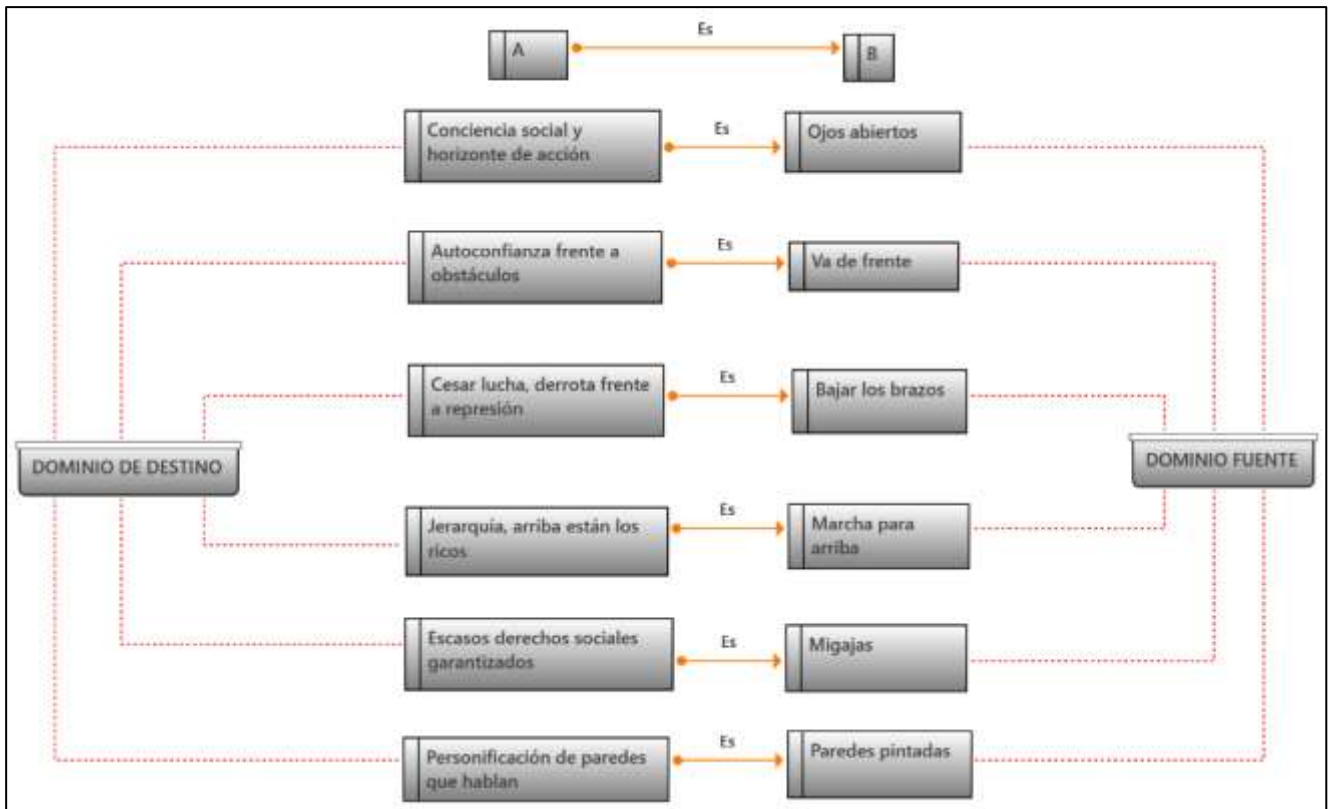 Es
A
B
Conciencia social y
horizonte de acción
Es
Ojos abiertos
Autoconfianza frente a
obstáculos
Es
Va de frente
Cesar lucha, derrota frente
a represión
Es
Bajar los brazos
DOMINIO DE DESTINO
DOMINIO FUENTE
Jerarquía, arriba están los
ricos
Es
Marcha para
arriba
Escasos derechos sociales
garantizados
Es
Migajas
Personificación de paredes
que hablan
Es
Paredes pintadas